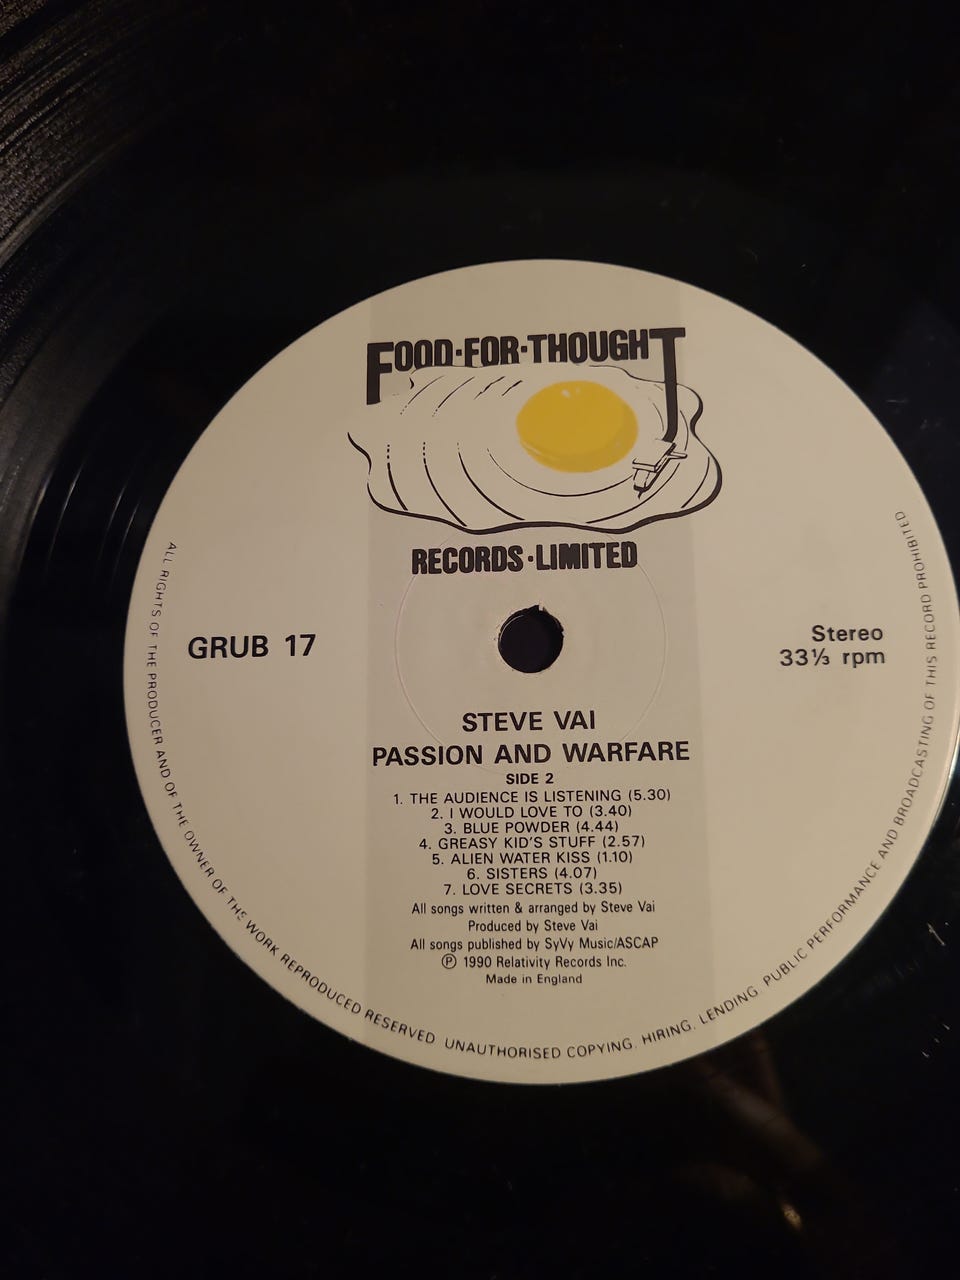 FOOD·FOR·THOUGHT
RECORDS·LIMITED
GRUB 17
Stereo
33⅓ rpm
STEVE VAI
PASSION AND WARFARE
SIDE 2
1. THE AUDIENCE IS LISTENING (5.30)
2. I WOULD LOVE TO (3.40)
3. BLUE POWDER (4.44)
4. GREASY KID'S STUFF (2.57)
5. ALIEN WATER KISS (1.10)
6. SISTERS (4.07)
7. LOVE SECRETS (3.35)
All songs written & arranged by Steve Vai
Produced by Steve Vai
All songs published by SyVy Music/ASCAP
Ⓟ 1990 Relativity Records Inc.
Made in England
ALL RIGHTS OF THE PRODUCER AND OF THE OWNER OF THE WORK REPRODUCED RESERVED. UNAUTHORISED COPYING, HIRING, LENDING, PUBLIC PERFORMANCE AND BROADCASTING OF THIS RECORD PROHIBITED